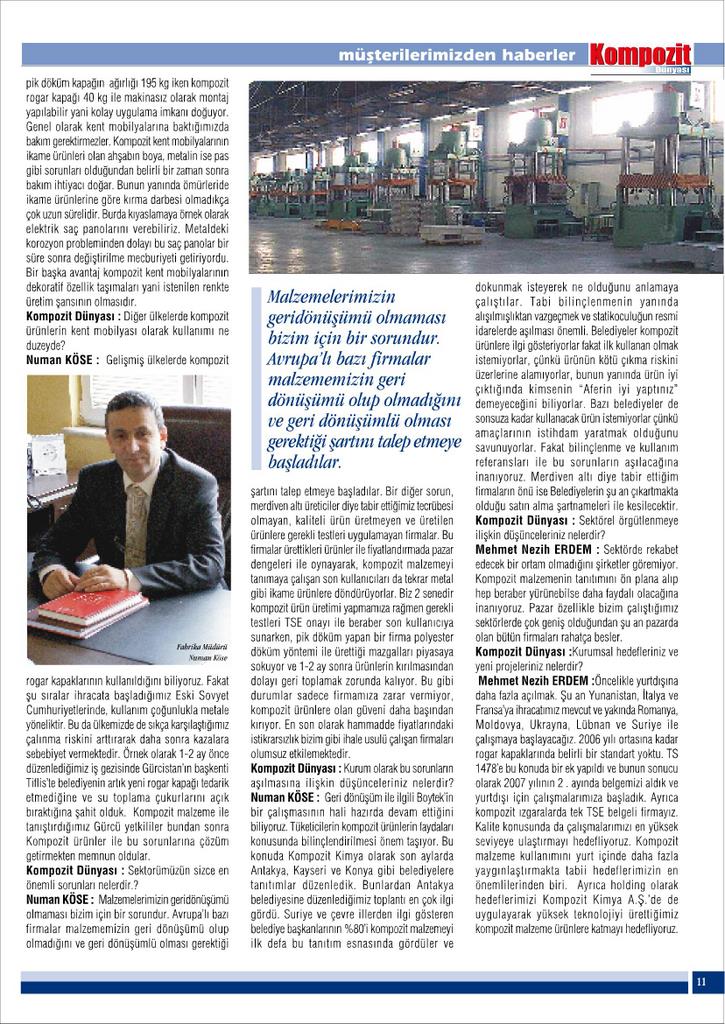 müşterilerimizden haberler
Kompozit
Dünyası
pik döküm kapağın ağırlığı 195 kg iken kompozit
rogar kapağı 40 kg ile makinasız olarak montaj
yapılabilir yani kolay uygulama imkanı doğuyor.
Genel olarak kent mobilyalarına baktığımızda
bakım gerektirmezler. Kompozit kent mobilyalarının
ikame ürünleri olan ahşabın boya, metalin ise pas
gibi sorunları olduğundan belirli bir zaman sonra
bakım ihtiyacı doğar. Bunun yanında ömürleride
ikame ürünlerine göre kırma darbesi olmadıkça
çok uzun sürelidir. Burda kıyaslamaya örnek olarak
elektrik saç panolarını verebiliriz. Metaldeki
korozyon probleminden dolayı bu saç panolar bir
süre sonra değiştirilme mecburiyeti getiriyordu.
Bir başka avantaj kompozit kent mobilyalarının
dekoratif özellik taşımaları yani istenilen renkte
üretim şansının olmasıdır.
Kompozit Dünyası : Diğer ülkelerde kompozit
ürünlerin kent mobilyası olarak kullanımı ne
duzeyde?
Numan KÖSE : Gelişmiş ülkelerde kompozit
Fabrika Müdürü
Numan Köse
rogar kapaklarının kullanıldığını biliyoruz. Fakat
şu sıralar ihracata başladığımız Eski Sovyet
Cumhuriyetlerinde, kullanım çoğunlukla metale
yöneliktir. Bu da ülkemizde de sıkça karşılaştığımız
çalınma riskini arttırarak daha sonra kazalara
sebebiyet vermektedir. Örnek olarak 1-2 ay önce
düzenlediğimiz iş gezisinde Gürcistan'ın başkenti
Tiflis'te belediyenin artık yeni rogar kapağı tedarik
etmediğine ve su toplama çukurlarını açık
bıraktığına şahit olduk. Kompozit malzeme ile
tanıştırdığımız Gürcü yetkililer bundan sonra
Kompozit ürünler ile bu sorunlarına çözüm
getirmekten memnun oldular.
Kompozit Dünyası : Sektorümüzün sizce en
önemli sorunları nelerdir.?
Numan KÖSE : Malzemelerimizin geridönüşümü
olmaması bizim için bir sorundur. Avrupa'lı bazı
firmalar malzememizin geri dönüşümü olup
olmadığını ve geri dönüşümlü olması gerektiği
Malzemelerimizin
geridönüşümü olmaması
bizim için bir sorundur.
Avrupa'lı bazı firmalar
malzememizin geri
dönüşümü olup olmadığını
ve geri dönüşümlü olması
gerektiği şartını talep etmeye
başladılar.
şartını talep etmeye başladılar. Bir diğer sorun,
merdiven altı üreticiler diye tabir ettiğimiz tecrübesi
olmayan, kaliteli ürün üretmeyen ve üretilen
ürünlere gerekli testleri uygulamayan firmalar. Bu
firmalar ürettikleri ürünler ile fiyatlandırmada pazar
dengeleri ile oynayarak, kompozit malzemeyi
tanımaya çalışan son kullanıcıları da tekrar metal
gibi ikame ürünlere döndürüyorlar. Biz 2 senedir
kompozit ürün üretimi yapmamıza rağmen gerekli
testleri TSE onayı ile beraber son kullanıcıya
sunarken, pik döküm yapan bir firma polyester
döküm yöntemi ile ürettiği mazgalları piyasaya
sokuyor ve 1-2 ay sonra ürünlerin kırılmasından
dolayı geri toplamak zorunda kalıyor. Bu gibi
durumlar sadece firmamıza zarar vermiyor,
kompozit ürünlere olan güveni daha başından
kırıyor. En son olarak hammadde fiyatlarındaki
istikrarsızlık bizim gibi ihale usulü çalışan firmaları
olumsuz etkilemektedir.
Kompozit Dünyası : Kurum olarak bu sorunların
aşılmasına ilişkin düşünceleriniz nelerdir?
Numan KÖSE : Geri dönüşüm ile ilgili Boytek'in
bir çalışmasının hali hazırda devam ettiğini
biliyoruz. Tüketicilerin kompozit ürünlerin faydaları
konusunda bilinçlendirilmesi önem taşıyor. Bu
konuda Kompozit Kimya olarak son aylarda
Antakya, Kayseri ve Konya gibi belediyelere
tanıtımlar düzenledik. Bunlardan Antakya
belediyesine düzenlediğimiz toplantı en çok ilgi
gördü. Suriye ve çevre illerden ilgi gösteren
belediye başkanlarının %80'i kompozit malzemeyi
ilk defa bu tanıtım esnasında gördüler ve
dokunmak isteyerek ne olduğunu anlamaya
çalıştılar. Tabi bilinçlenmenin yanında
alışılmışlıktan vazgeçmek ve statikoculuğun resmi
idarelerde aşılması önemli. Belediyeler kompozit
ürünlere ilgi gösteriyorlar fakat ilk kullanan olmak
istemiyorlar, çünkü ürünün kötü çıkma riskini
üzerlerine alamıyorlar, bunun yanında ürün iyi
çıktığında kimsenin "Aferin iyi yaptınız"
demeyeceğini biliyorlar. Bazı belediyeler de
sonsuza kadar kullanacak ürün istemiyorlar çünkü
amaçlarının istihdam yaratmak olduğunu
savunuyorlar. Fakat bilinçlenme ve kullanım
referansları ile bu sorunların aşılacağına
inanıyoruz. Merdiven altı diye tabir ettiğim
firmaların önü ise Belediyelerin şu an çıkartmakta
olduğu satın alma şartnameleri ile kesilecektir.
Kompozit Dünyası : Sektörel örgütlenmeye
ilişkin düşünceleriniz nelerdir?
Mehmet Nezih ERDEM : Sektörde rekabet
edecek bir ortam olmadığını şirketler göremiyor.
Kompozit malzemenin tanıtımını ön plana alıp
hep beraber yürünebilse daha faydalı olacağına
inanıyoruz. Pazar özellikle bizim çalıştığımız
sektörlerde çok geniş olduğundan şu an pazarda
olan bütün firmaları rahatça besler.
Kompozit Dünyası :Kurumsal hedefleriniz ve
yeni projeleriniz nelerdir?
Mehmet Nezih ERDEM :Öncelikle yurtdışına
daha fazla açılmak. Şu an Yunanistan, İtalya ve
Fransa'ya ihracatımız mevcut ve yakında Romanya,
Moldovya, Ukrayna, Lübnan ve Suriye ile
çalışmaya başlayacağız. 2006 yılı ortasına kadar
rogar kapaklarında belirli bir standart yoktu. TS
1478'e bu konuda bir ek yapıldı ve bunun sonucu
olarak 2007 yılının 2 . ayında belgemizi aldık ve
yurtdışı için çalışmalarımıza başladık. Ayrıca
kompozit ızgaralarda tek TSE belgeli firmayız.
Kalite konusunda da çalışmalarımızı en yüksek
seviyeye ulaştırmayı hedefliyoruz. Kompozit
malzeme kullanımını yurt içinde daha fazla
yaygınlaştırmakta tabii hedeflerimizin en
önemlilerinden biri. Ayrıca holding olarak
hedeflerimizi Kompozit Kimya A.Ş.'de de
uygulayarak yüksek teknolojiyi ürettiğimiz
kompozit malzeme ürünlere katmayı hedefliyoruz.
11